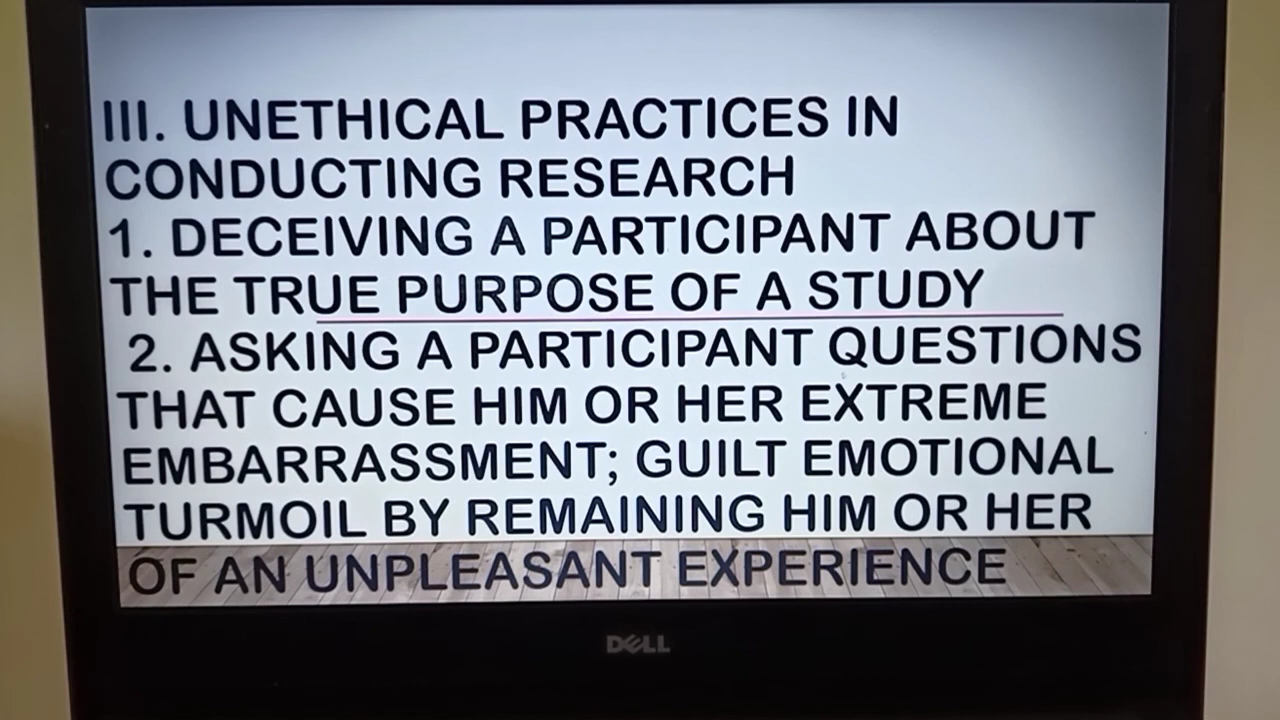 III. UNETHICAL PRACTICES IN
CONDUCTING RESEARCH
1. DECEIVING A PARTICIPANT ABOUT
THE TRUE PURPOSE OF A STUDY
2. ASKING A PARTICIPANT QUESTIONS
THAT CAUSE HIM OR HER EXTREME
EMBARRASSMENT; GUILT EMOTIONAL
TURMOIL BY REMAINING HIM OR HER
OF AN UNPLEASANT EXPERIENCE
DELL